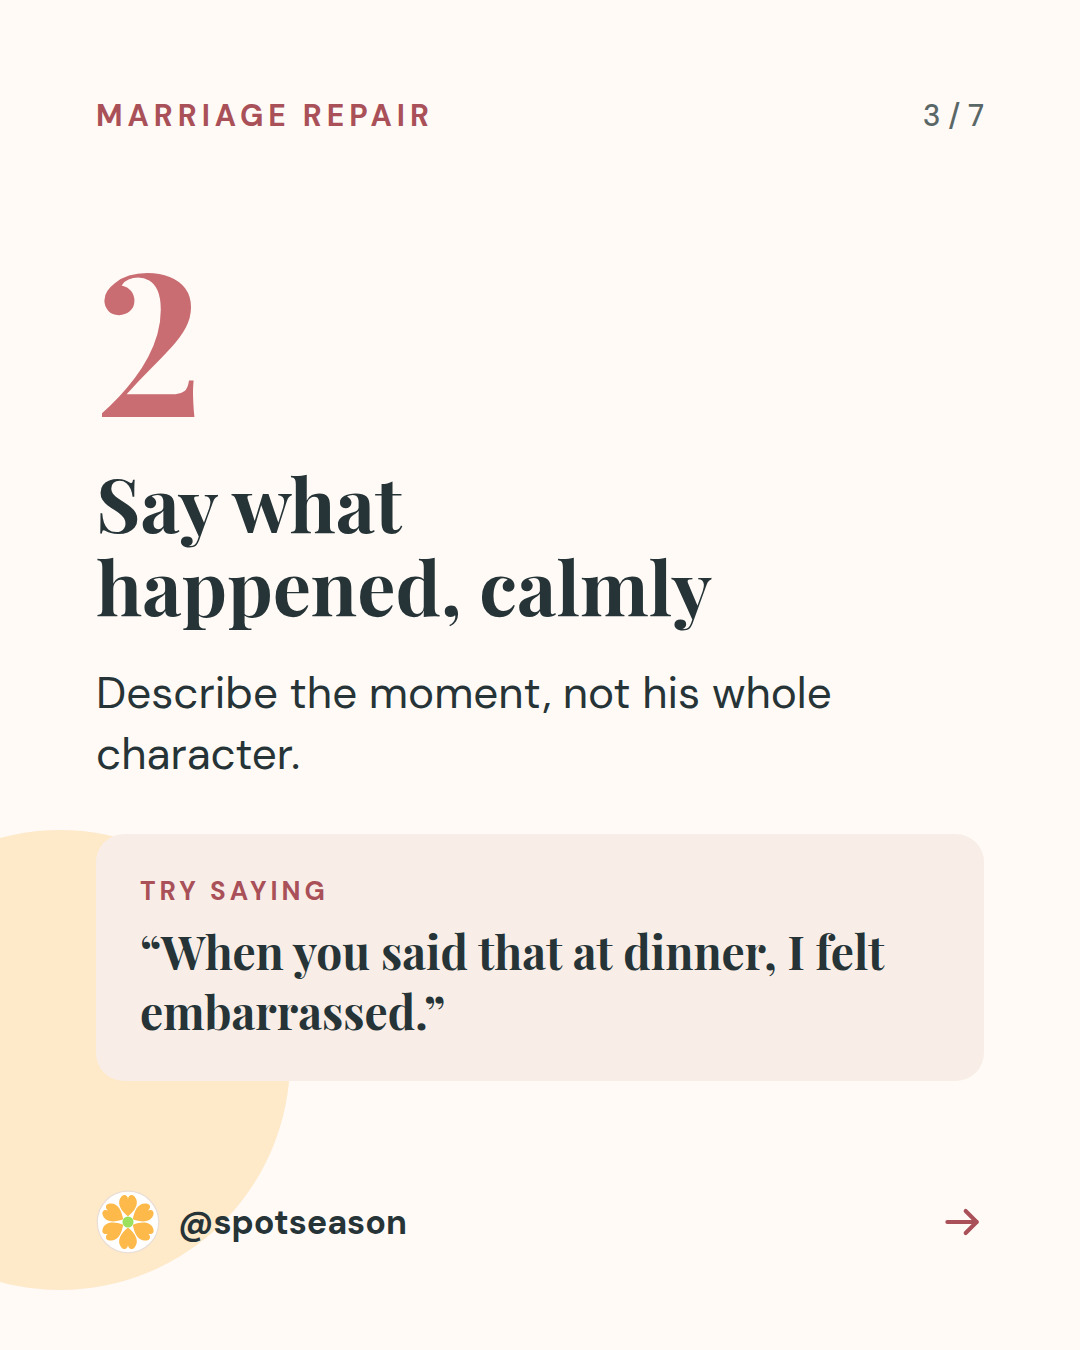 MARRIAGE REPAIR
3 / 7
2
Say what
happened, calmly
Describe the moment, not his whole
character.
TRY SAYING
“When you said that at dinner, I felt
embarrassed.”
@spotseason